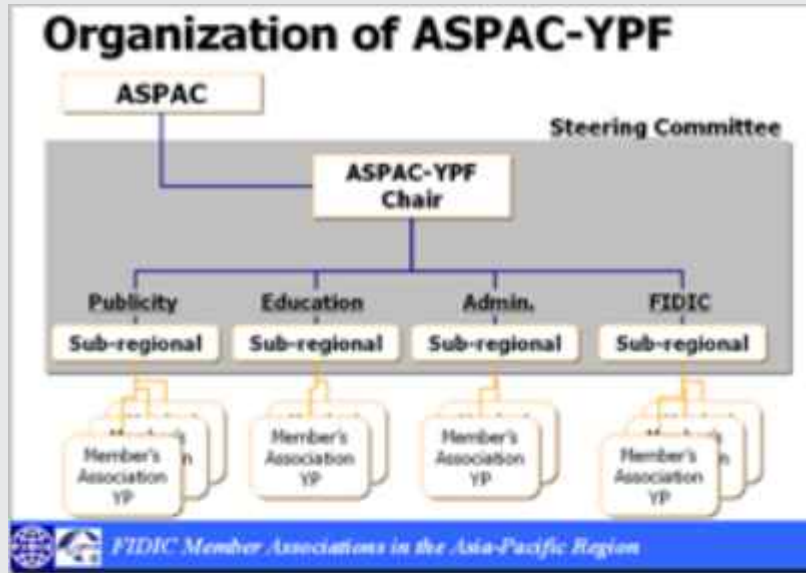 Organization of ASPAC-YPF
ASPAC
Steering Committee
ASPAC-YPF
Chair
Publicity
Education
Admin.
FIDIC
Sub-regional
Sub-regional
Sub-regional
Sub-regional
Member's
Association
YP
Member's
Association
YP
Member's
Association
YP
Member's
Association
YP
FIDIC Member Associations in the Asia-Pacific Region